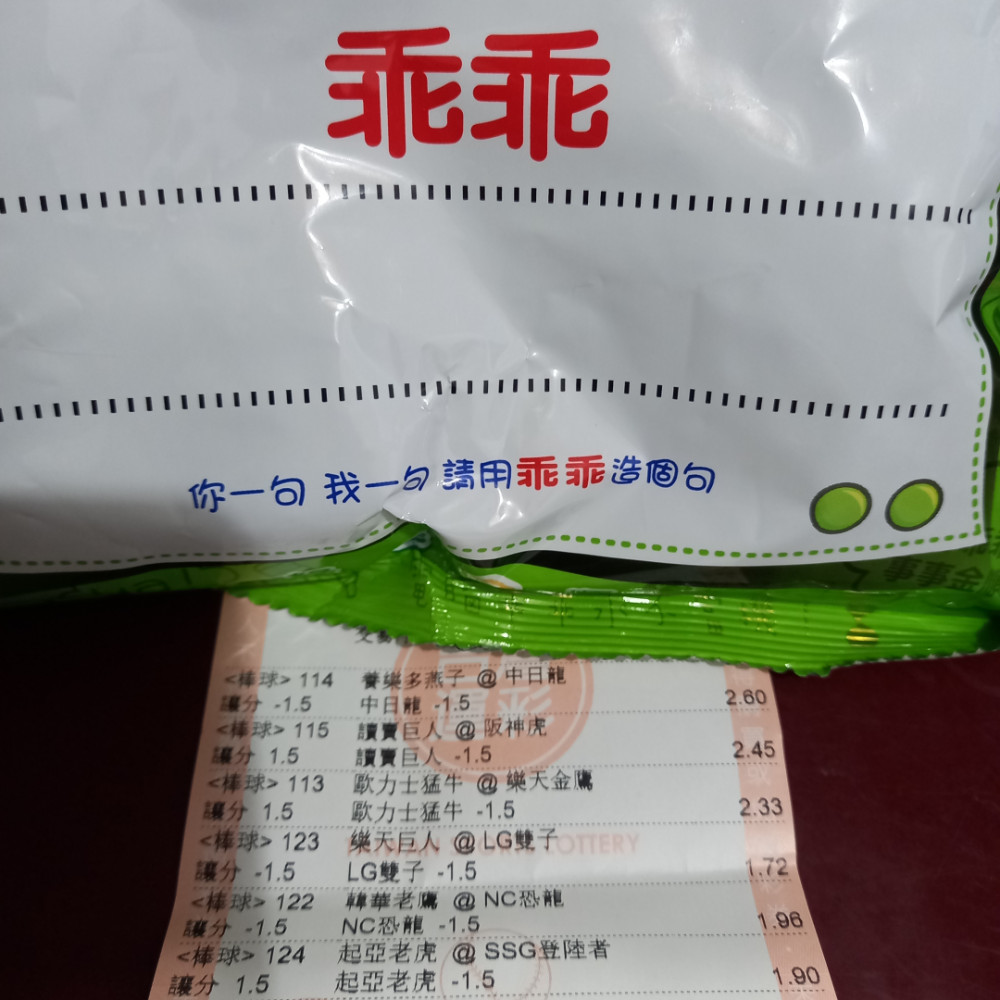 乖乖
你一句 我一句 請用乖乖造個句
<棒球> 114 養樂多燕子 @ 中日龍
讓分 -1.5 中日龍 -1.5 2.60
<棒球> 115 讀賣巨人 @ 阪神虎
讓分 1.5 讀賣巨人 -1.5 2.45
<棒球> 113 歐力士猛牛 @ 樂天金鷹
讓分 1.5 歐力士猛牛 -1.5 2.33
<棒球> 123 樂天巨人 @ LG雙子
LOTTERY
讓分 -1.5 LG雙子 -1.5 1.72
<棒球> 122 韓華老鷹 @ NC恐龍
讓分 -1.5 NC恐龍 -1.5 1.96
<棒球> 124 起亞老虎 @ SSG登陸者
讓分 1.5 起亞老虎 -1.5 1.90